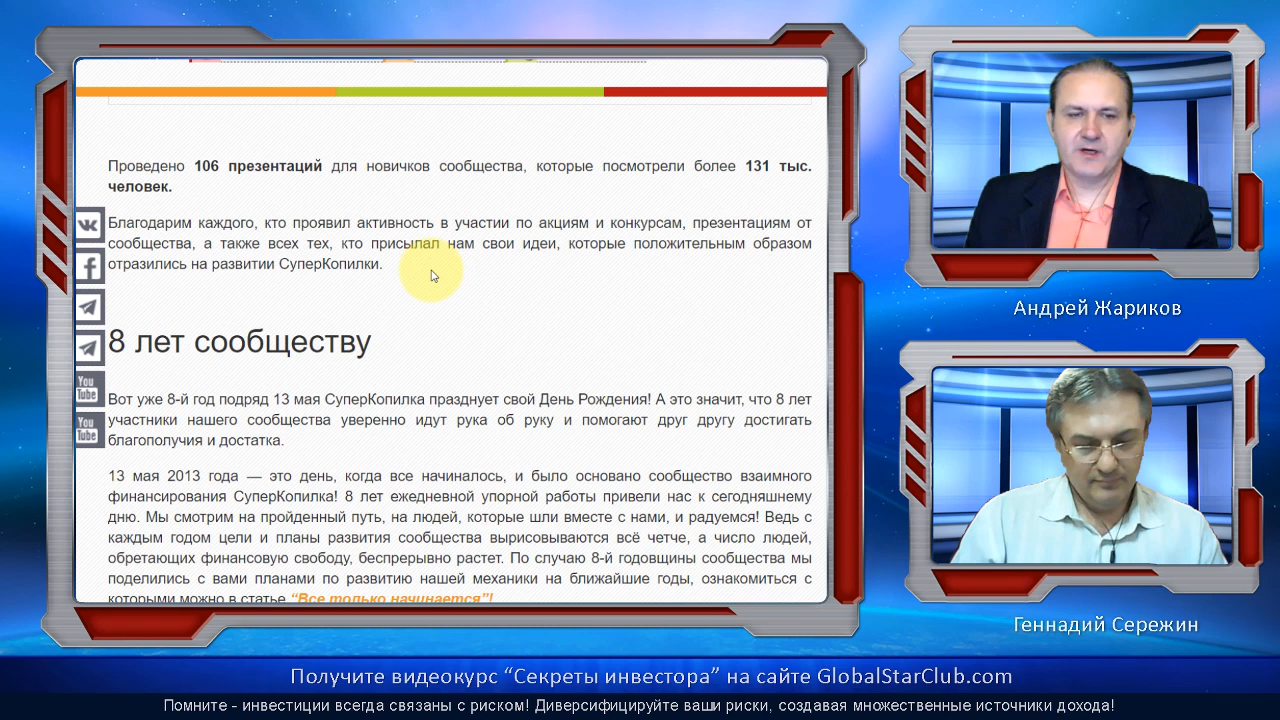 Проведено 106 презентаций для новичков сообщества, которые посмотрели более 131 тыс.
человек.
Благодарим каждого, кто проявил активность в участии по акциям и конкурсам, презентациям от
сообщества, а также всех тех, кто присылал нам свои идеи, которые положительным образом
отразились на развитии СуперКопилки.
8 лет сообществу
You
Tube
You
Tube
Вот уже 8-й год подряд 13 мая СуперКопилка празднует свой День Рождения! А это значит, что 8 лет
участники нашего сообщества уверенно идут рука об руку и помогают друг другу достигать
благополучия и достатка.
13 мая 2013 года — это день, когда все начиналось, и было основано сообщество взаимного
финансирования СуперКопилка! 8 лет ежедневной упорной работы привели нас к сегодняшнему
дню. Мы смотрим на пройденный путь, на людей, которые шли вместе с нами, и радуемся! Ведь с
каждым годом цели и планы развития сообщества вырисовываются всё четче, а число людей,
обретающих финансовую свободу, беспрерывно растет. По случаю 8-й годовщины сообщества мы
поделились с вами планами по развитию нашей механики на ближайшие годы, ознакомиться с
которыми можно в статье “Все только начинается”!
Андрей Жариков
Геннадий Сережин
Получите видеокурс “Секреты инвестора” на сайте GlobalStarClub.com
Помните - инвестиции всегда связаны с риском! Диверсифицируйте ваши риски, создавая множественные источники дохода!